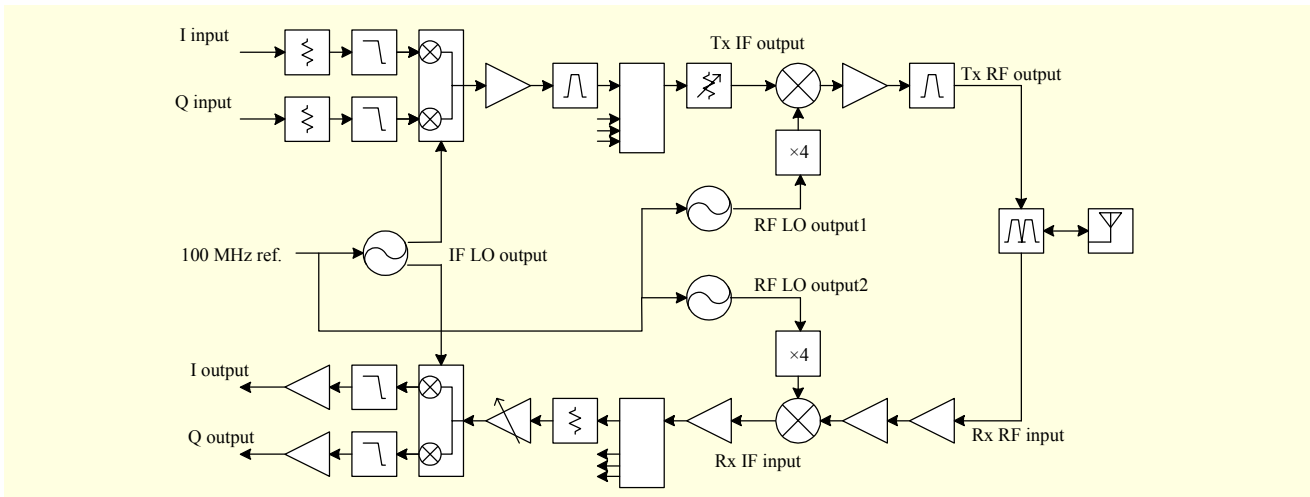 I input
Tx IF output
Tx RF output
Q input
×4
RF LO output1
100 MHz ref.
IF LO output
RF LO output2
×4
I output
Q output
Rx IF input
Rx RF input